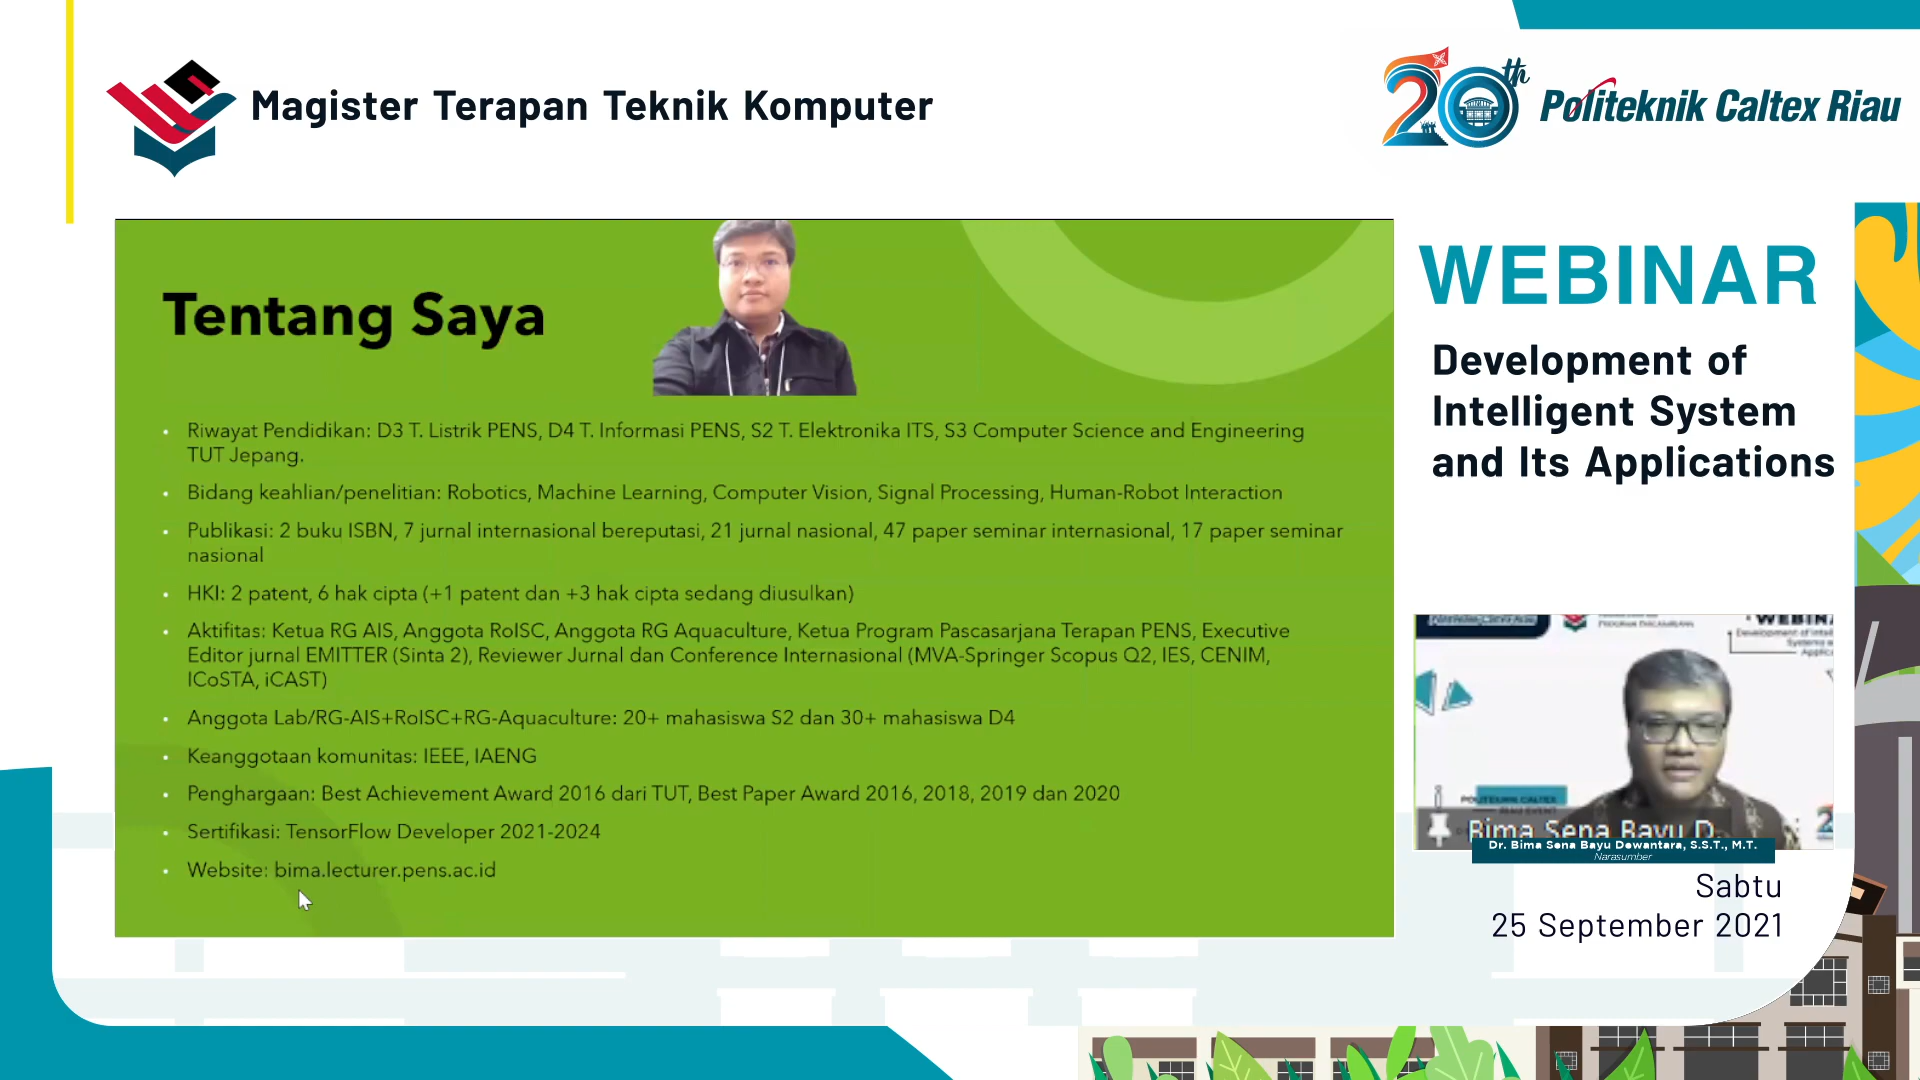 Magister Terapan Teknik Komputer
20th
Politeknik Caltex Riau
Tentang Saya
• Riwayat Pendidikan: D3 T. Listrik PENS, D4 T. Informasi PENS, S2 T. Elektronika ITS, S3 Computer Science and Engineering
TUT Jepang.
• Bidang keahlian/penelitian: Robotics, Machine Learning, Computer Vision, Signal Processing, Human-Robot Interaction
• Publikasi: 2 buku ISBN, 7 jurnal internasional bereputasi, 21 jurnal nasional, 47 paper seminar internasional, 17 paper seminar
nasional
• HKI: 2 patent, 6 hak cipta (+1 patent dan +3 hak cipta sedang diusulkan)
• Aktifitas: Ketua RG AIS, Anggota RoISC, Anggota RG Aquaculture, Ketua Program Pascasarjana Terapan PENS, Executive
Editor jurnal EMITTER (Sinta 2), Reviewer Jurnal dan Conference Internasional (MVA-Springer Scopus Q2, IES, CENIM,
ICoSTA, iCAST)
• Anggota Lab/RG-AIS+RoISC+RG-Aquaculture: 20+ mahasiswa S2 dan 30+ mahasiswa D4
• Keanggotaan komunitas: IEEE, IAENG
• Penghargaan: Best Achievement Award 2016 dari TUT, Best Paper Award 2016, 2018, 2019 dan 2020
• Sertifikasi: TensorFlow Developer 2021-2024
• Website: bima.lecturer.pens.ac.id
WEBINAR
Development of
Intelligent System
and Its Applications
Bima Sena Bayu D.
Dr. Bima Sena Bayu Dewantara, S.S.T., M.T.
Narasumber
Sabtu
25 September 2021